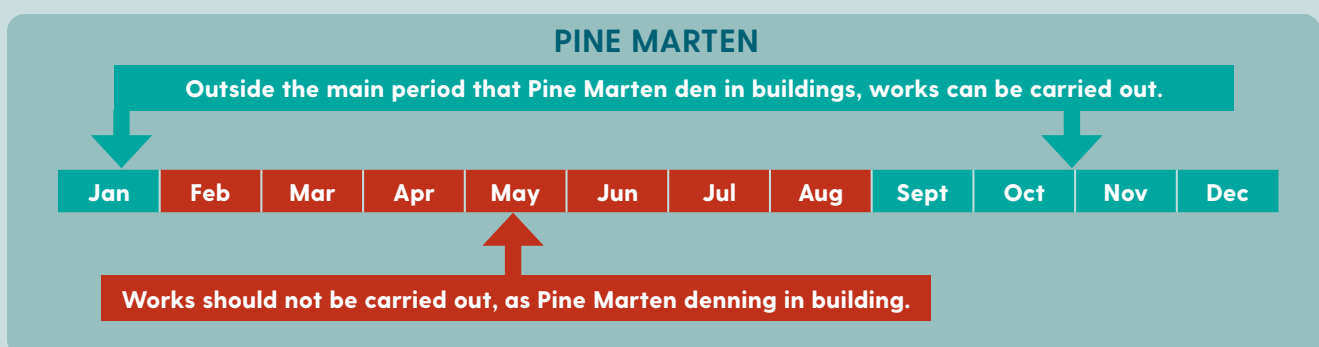 PINE MARTEN
Outside the main period that Pine Marten den in buildings, works can be carried out.
Jan Feb Mar Apr May Jun Jul Aug Sept Oct Nov Dec
Works should not be carried out, as Pine Marten denning in building.